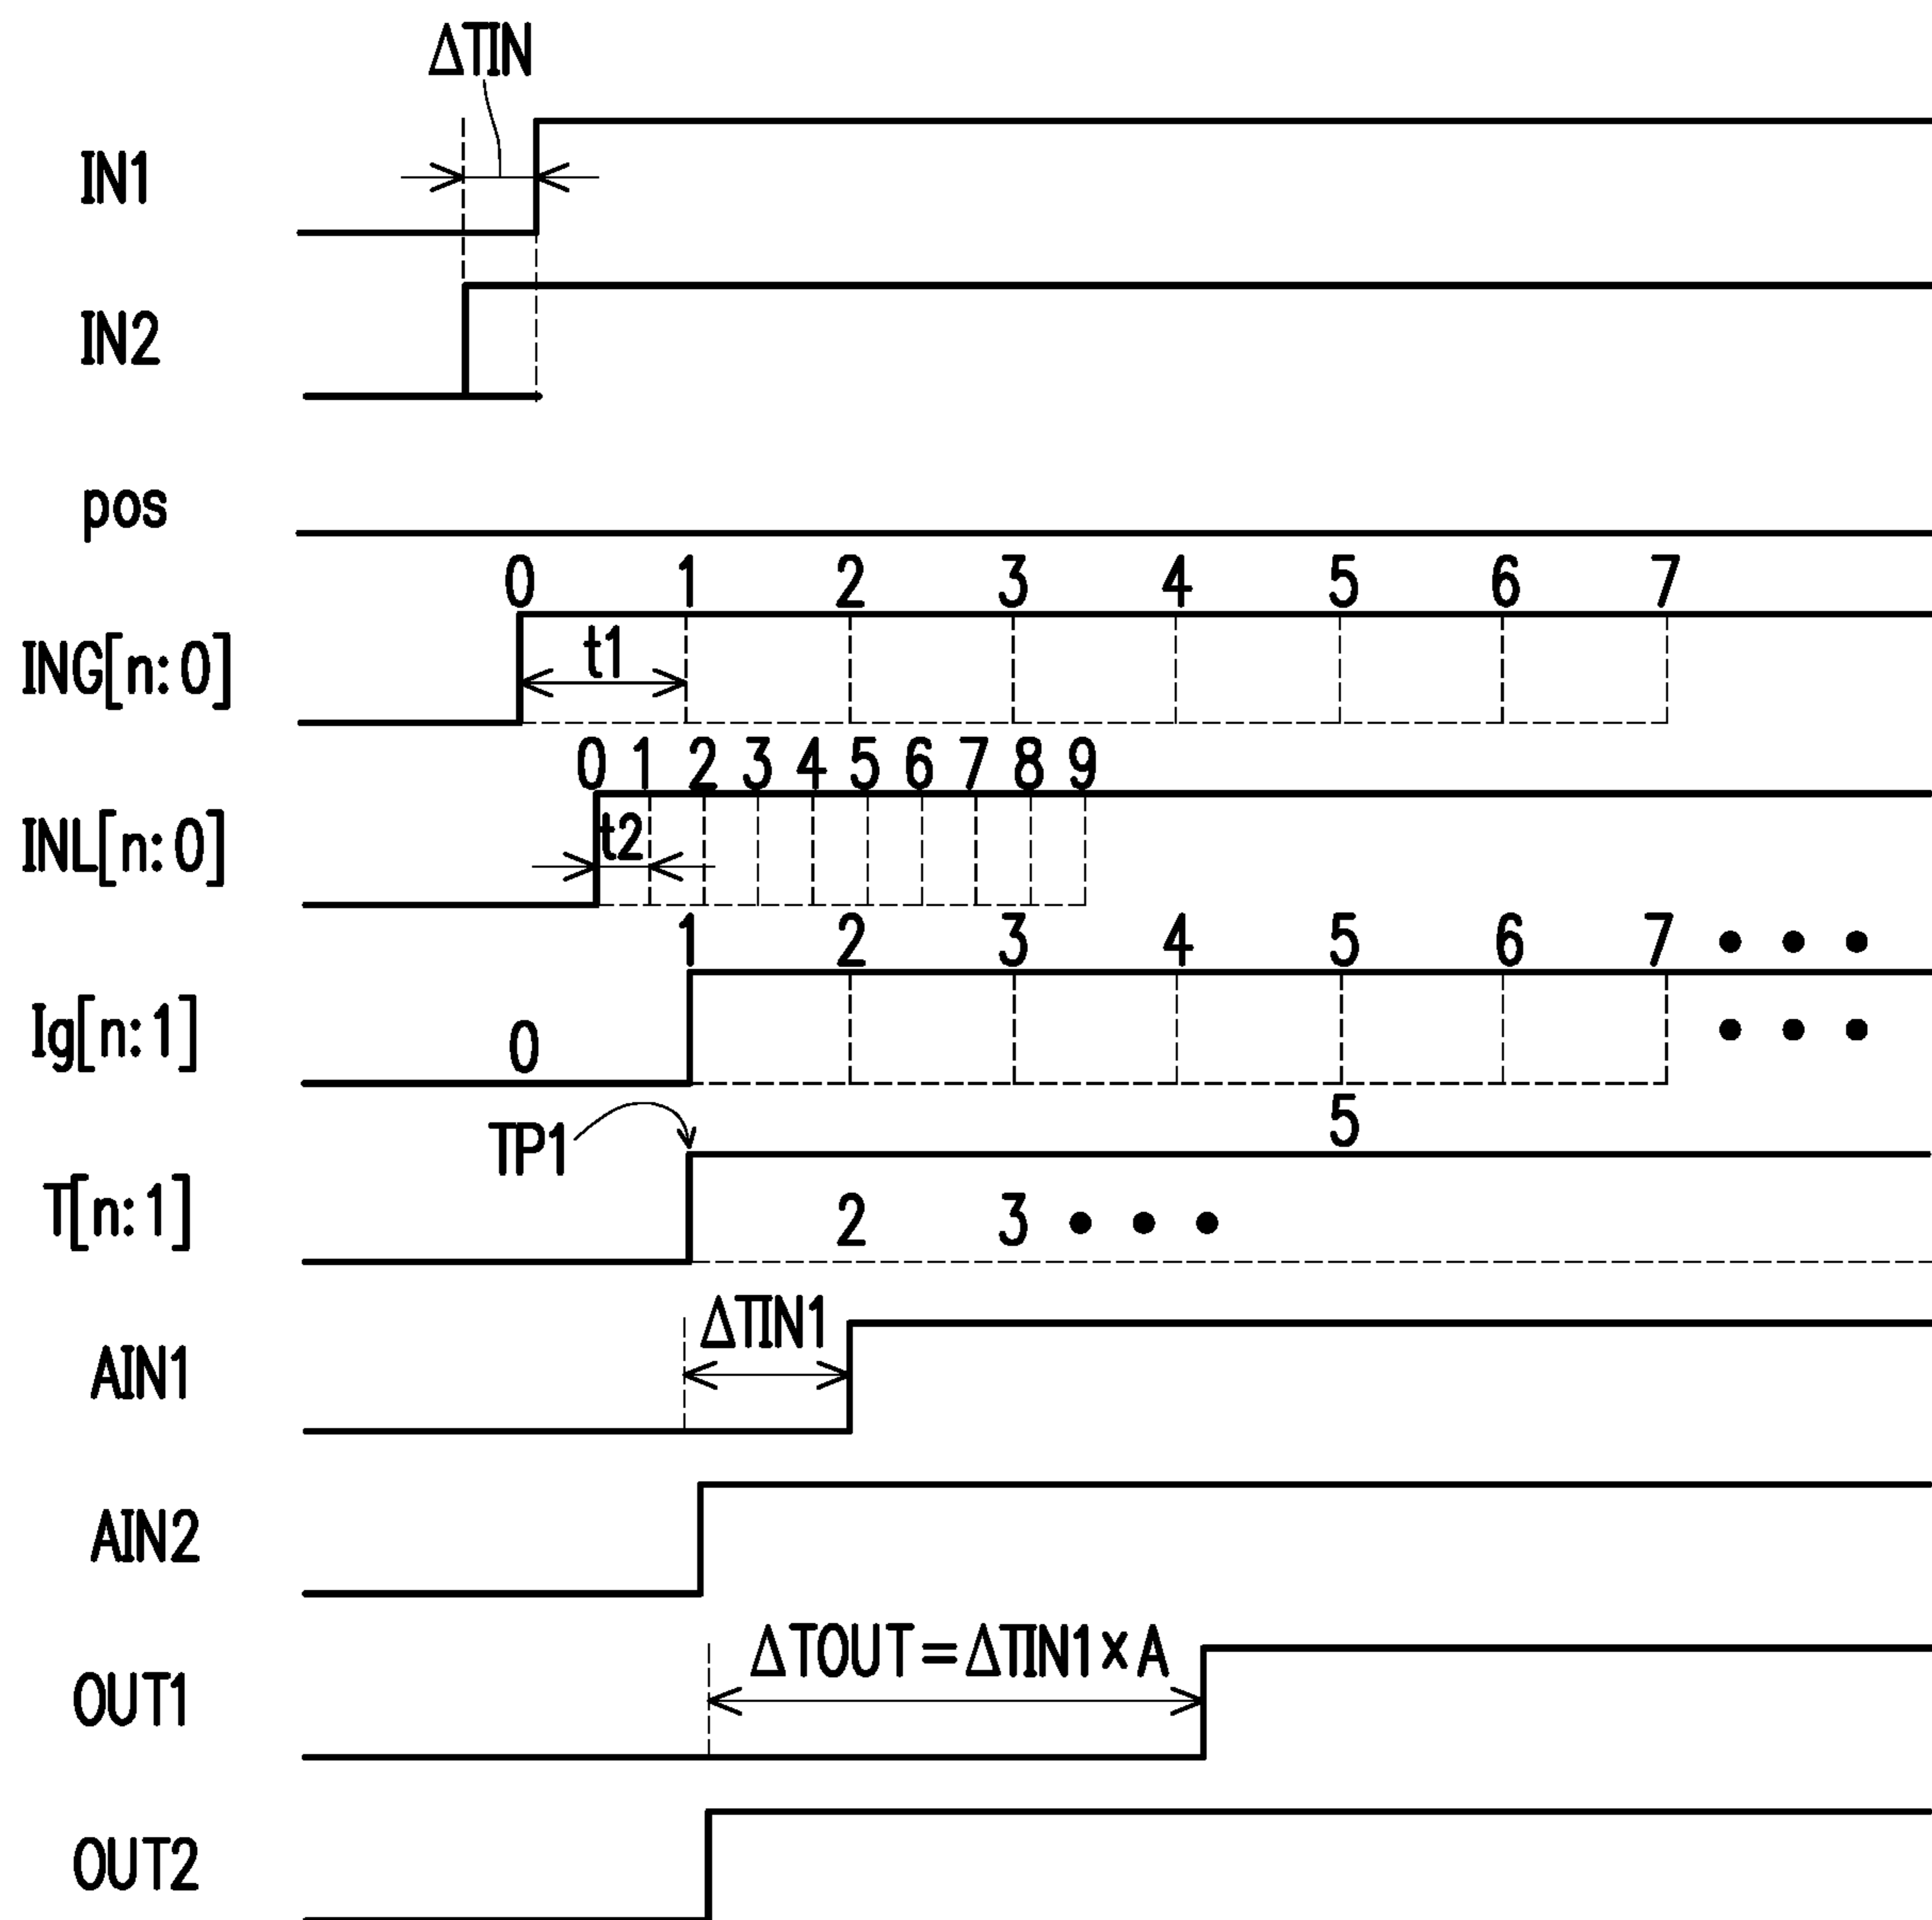 ΔTIN
IN1
IN2
pos
0 1 2 3 4 5 6 7
ING[n:0]
t1
0 1 2 3 4 5 6 7 8 9
INL[n:0]
t2
1 2 3 4 5 6 7 • • •
Ig[n:1]
0 • • •
TP1
5
T[n:1]
2 3 • • •
ΔTIN1
AIN1
AIN2
ΔTOUT=ΔTIN1×A
OUT1
OUT2